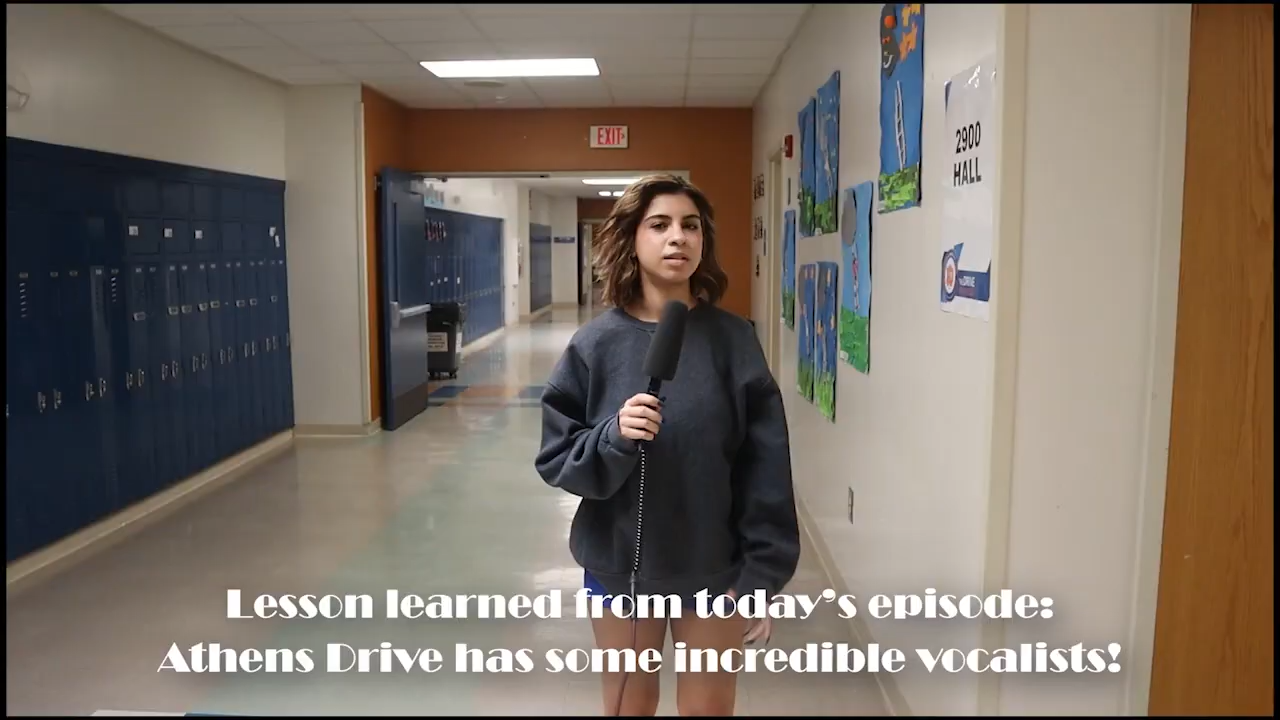 EXIT
2900
HALL
Lesson learned from today's episode:
Athens Drive has some incredible vocalists!